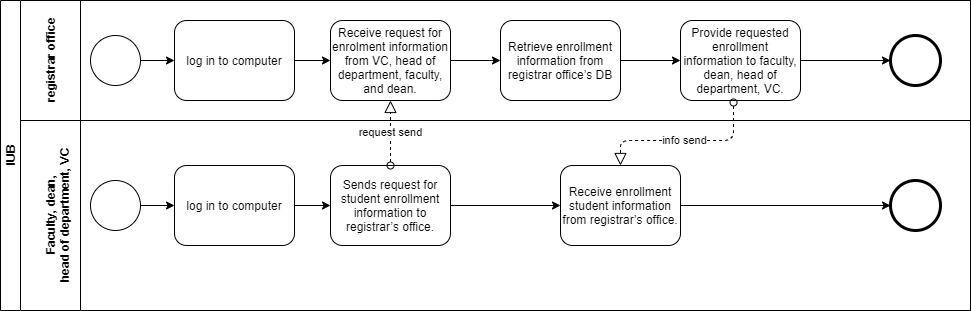 IUB
registrar office
log in to computer
Receive request for
enrolment information
from VC, head of
department, faculty,
and dean.
Retrieve enrollment
information from
registrar office's DB
Provide requested
enrollment
information to faculty,
dean, head of
department, VC.
request send
info send
Faculty, dean,
head of department, VC
log in to computer
Sends request for
student enrollment
information to
registrar's office.
Receive enrollment
student information
from registrar's office.